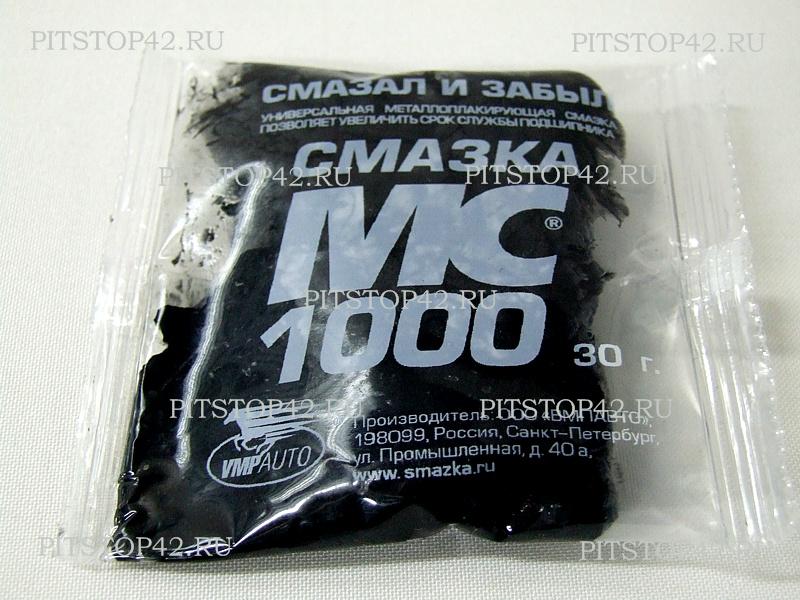 PITSTOP42.RU PITSTOP42.RU
СМАЗАЛ И ЗАБЫЛ
УНИВЕРСАЛЬНАЯ МЕТАЛЛОПЛАКИРУЮЩАЯ СМАЗКА
ПОЗВОЛЯЕТ УВЕЛИЧИТЬ СРОК СЛУЖБЫ ПОДШИПНИКА
СМАЗКА
PITSTOP42.RU PITSTOP42.RU
МС®
PITSTOP42.RU
1000 30 г.
PITSTOP42.RU PITSTOP42.RU
Производитель: ООО «ВМПАВТО»,
198099, Россия, Санкт-Петербург,
ул. Промышленная, д. 40 а,
www. smazka.ru
VMPAUTO
PITSTOP42.RU PITSTOP42.RU